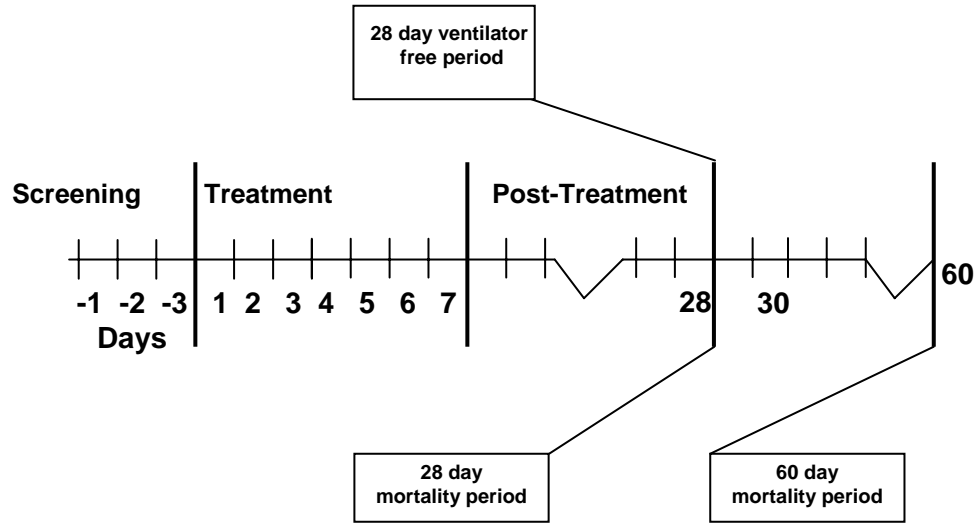 28 day ventilator
free period
Screening Treatment Post-Treatment
-1 -2 -3 1 2 3 4 5 6 7 28 30 60
Days
28 day
mortality period
60 day
mortality period